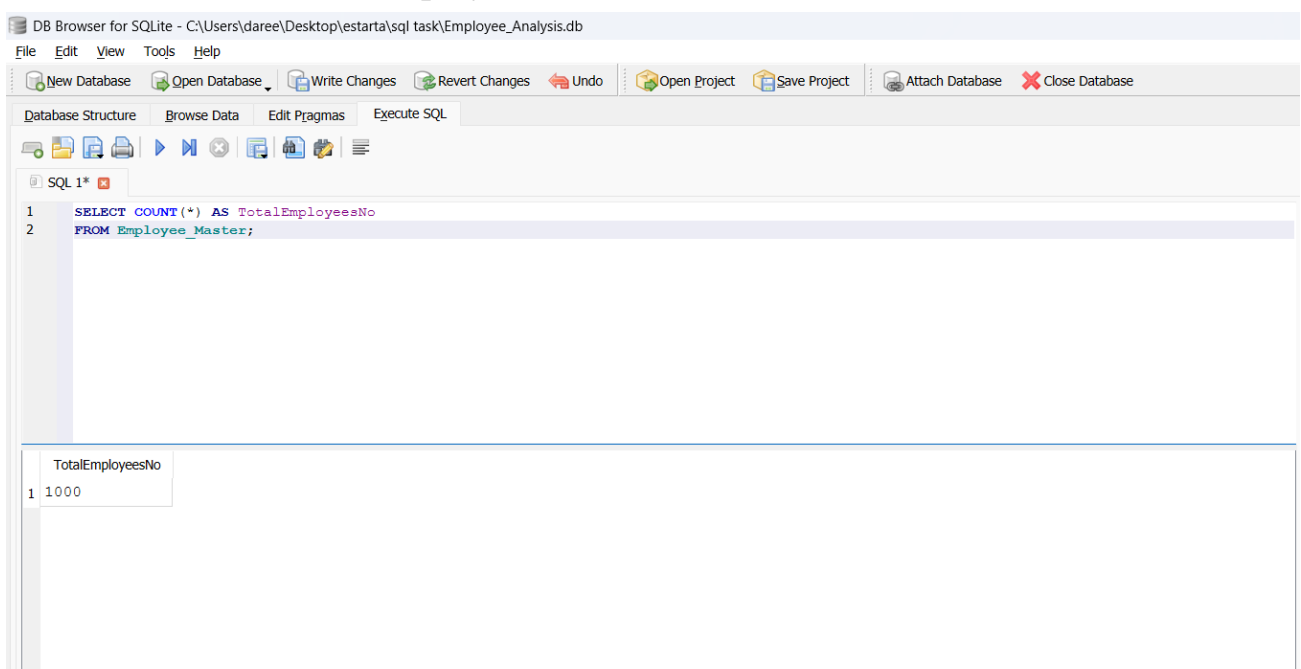 DB Browser for SQLite - C:\Users\daree\Desktop\estarta\sql task\Employee_Analysis.db
File Edit View Tools Help
New Database Open Database Write Changes Revert Changes Undo Open Project Save Project Attach Database Close Database
Database Structure Browse Data Edit Pragmas Execute SQL
SQL 1*
1 SELECT COUNT(*) AS TotalEmployeesNo
2 FROM Employee_Master;
TotalEmployeesNo
1 1000